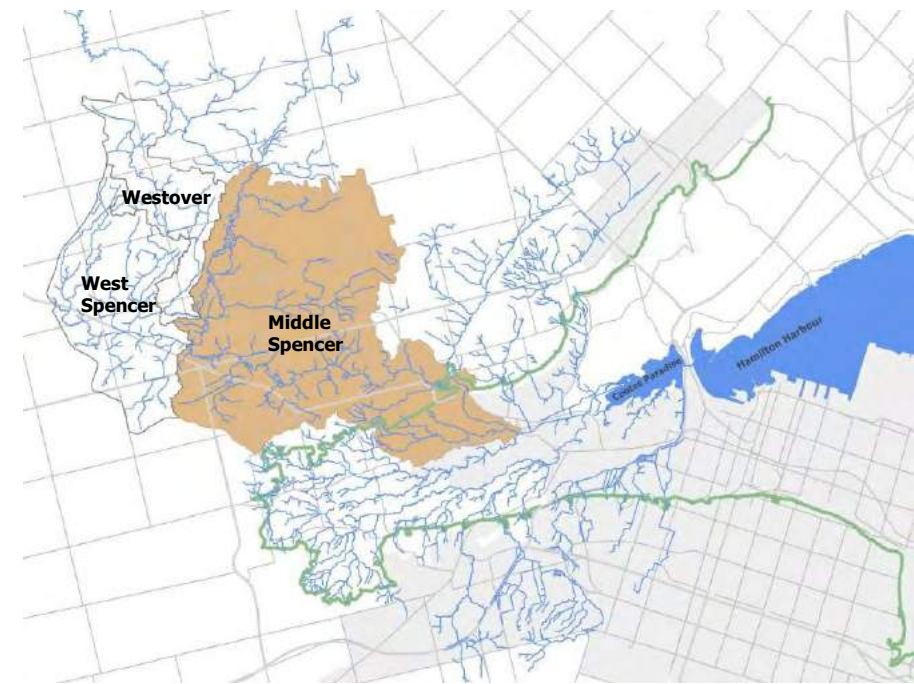 Westover
West
Spencer
Middle
Spencer
Cootes Paradise
Hamilton Harbour